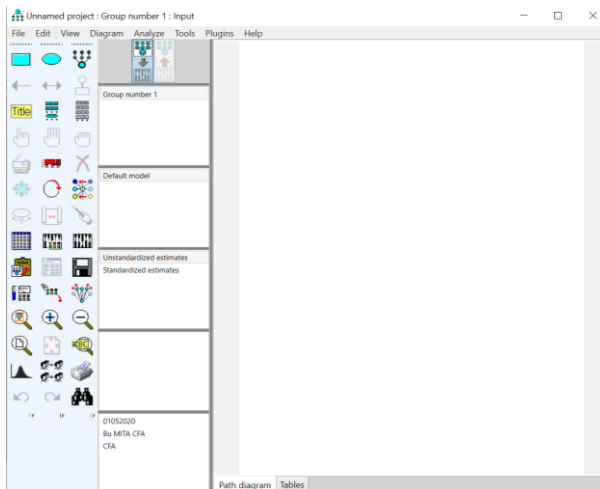 Unnamed project : Group number 1 : Input
File Edit View Diagram Analyze Tools Plugins Help
Title
Group number 1
Default model
Unstandardized estimates
Standardized estimates
01052020
Bu MITA CFA
CFA
Path diagram Tables